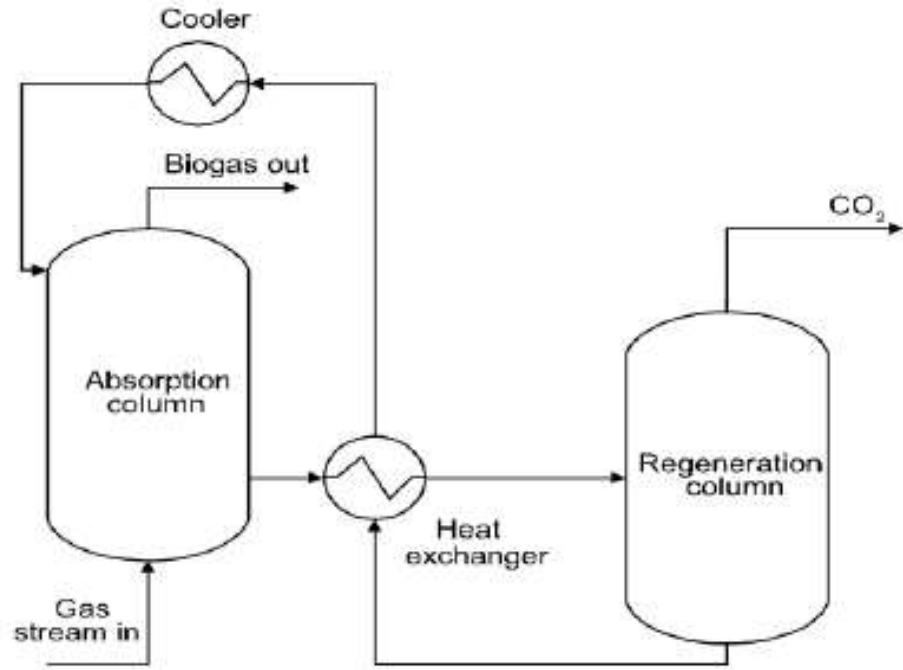 Cooler
Biogas out
CO2
Absorption
column
Regeneration
column
Heat
exchanger
Gas
stream in